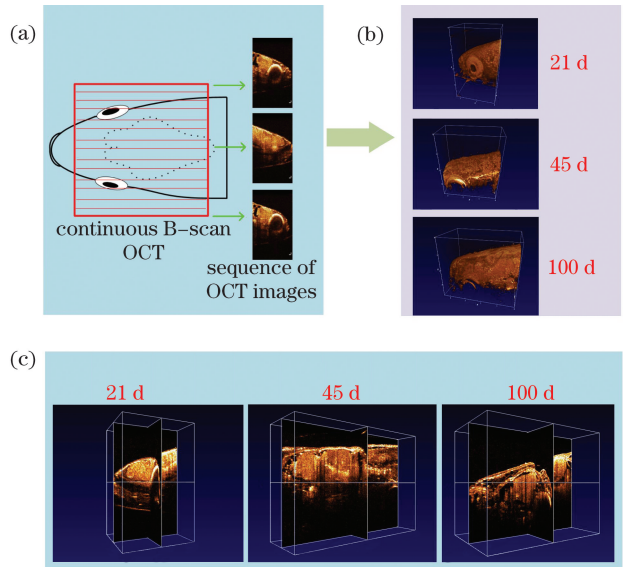 (a)
continuous B-scan
OCT
sequence of
OCT images
(b)
21 d
45 d
100 d
(c)
21 d
45 d
100 d